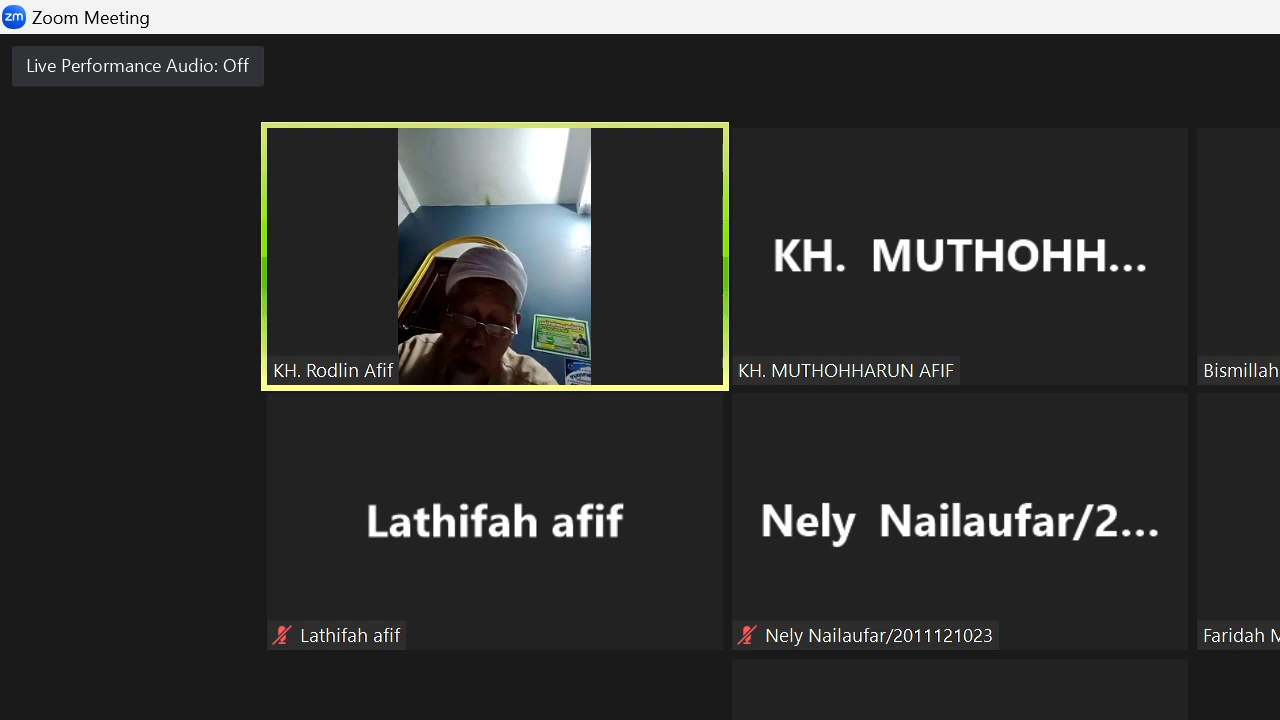 zm Zoom Meeting
Live Performance Audio: Off
KH. Rodlin Afif
KH. MUTHOHH...
KH. MUTHOHHARUN AFIF
Bismillah
Lathifah afif
Lathifah afif
Nely Nailaufar/2...
Nely Nailaufar/2011121023
Faridah M